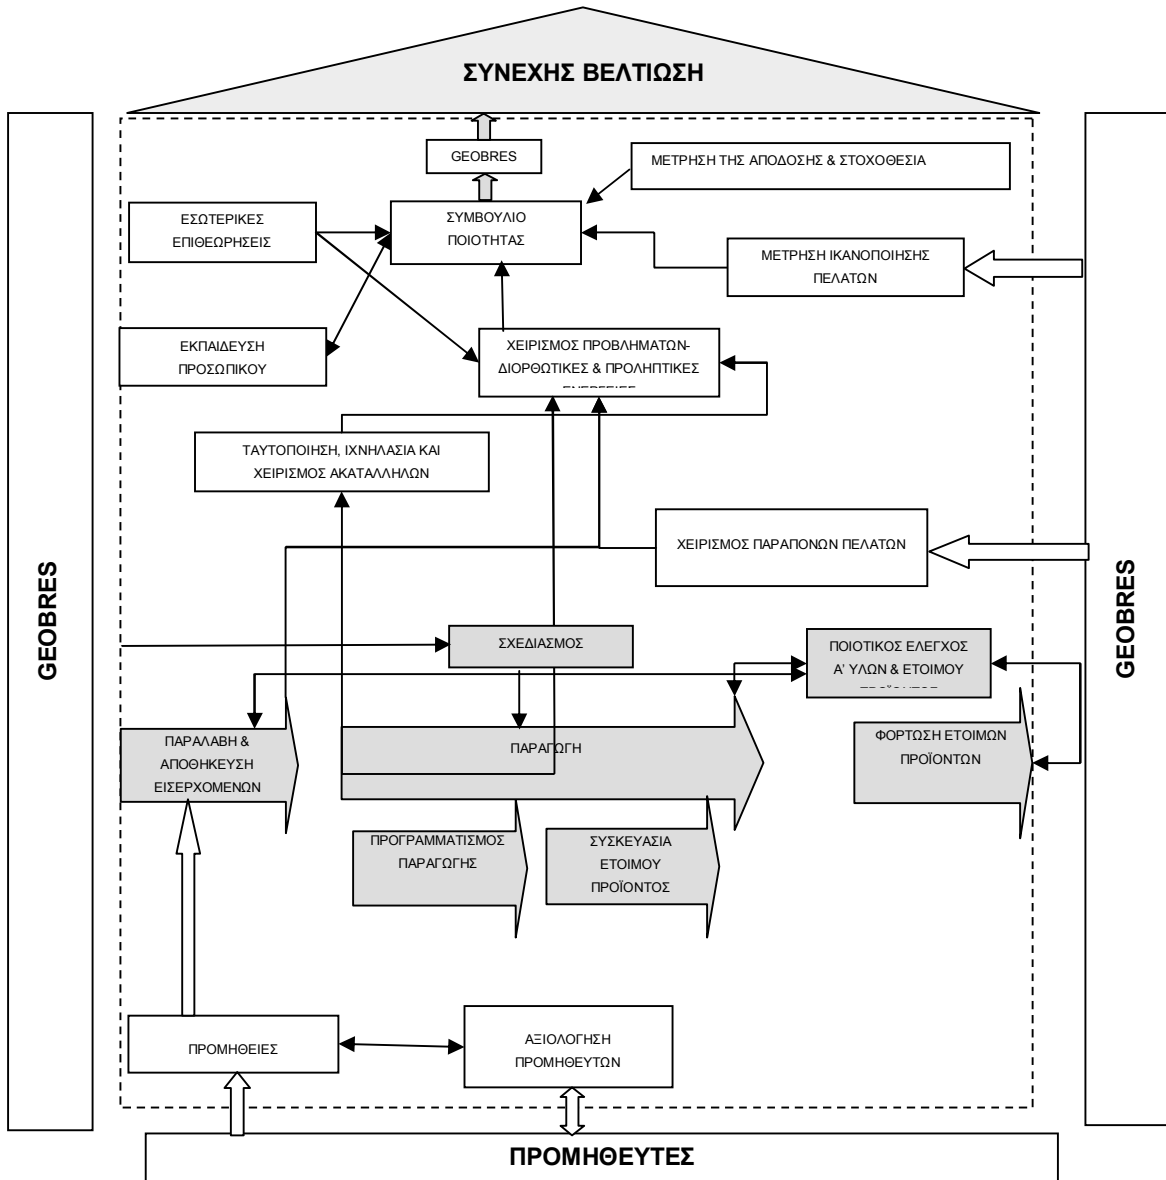 ΣΥΝΕΧΗΣ ΒΕΛΤΙΩΣΗ
GEOBRES
ΜΕΤΡΗΣΗ ΤΗΣ ΑΠΟΔΟΣΗΣ & ΣΤΟΧΟΘΕΣΙΑ
ΕΣΩΤΕΡΙΚΕΣ
ΕΠΙΘΕΩΡΗΣΕΙΣ
ΣΥΜΒΟΥΛΙΟ
ΠΟΙΟΤΗΤΑΣ
ΜΕΤΡΗΣΗ ΙΚΑΝΟΠΟΙΗΣΗΣ
ΠΕΛΑΤΩΝ
ΕΚΠΑΙΔΕΥΣΗ
ΠΡΟΣΩΠΙΚΟΥ
ΧΕΙΡΙΣΜΟΣ ΠΡΟΒΛΗΜΑΤΩΝ-
ΔΙΟΡΘΩΤΙΚΕΣ & ΠΡΟΛΗΠΤΙΚΕΣ
ΤΑΥΤΟΠΟΙΗΣΗ, ΙΧΝΗΛΑΣΙΑ ΚΑΙ
ΧΕΙΡΙΣΜΟΣ ΑΚΑΤΑΛΛΗΛΩΝ
ΧΕΙΡΙΣΜΟΣ ΠΑΡΑΠΟΝΩΝ ΠΕΛΑΤΩΝ
GEOBRES
GEOBRES
ΣΧΕΔΙΑΣΜΟΣ
ΠΟΙΟΤΙΚΟΣ ΕΛΕΓΧΟΣ
Α' ΥΛΩΝ & ΕΤΟΙΜΟΥ
ΠΑΡΑΛΑΒΗ &
ΑΠΟΘΗΚΕΥΣΗ
ΕΙΣΕΡΧΟΜΕΝΩΝ
ΠΑΡΑΓΩΓΗ
ΦΟΡΤΩΣΗ ΕΤΟΙΜΩΝ
ΠΡΟΪΟΝΤΩΝ
ΠΡΟΓΡΑΜΜΑΤΙΣΜΟΣ
ΠΑΡΑΓΩΓΗΣ
ΣΥΣΚΕΥΑΣΙΑ
ΕΤΟΙΜΟΥ
ΠΡΟΪΟΝΤΟΣ
ΠΡΟΜΗΘΕΙΕΣ
ΑΞΙΟΛΟΓΗΣΗ
ΠΡΟΜΗΘΕΥΤΩΝ
ΠΡΟΜΗΘΕΥΤΕΣ